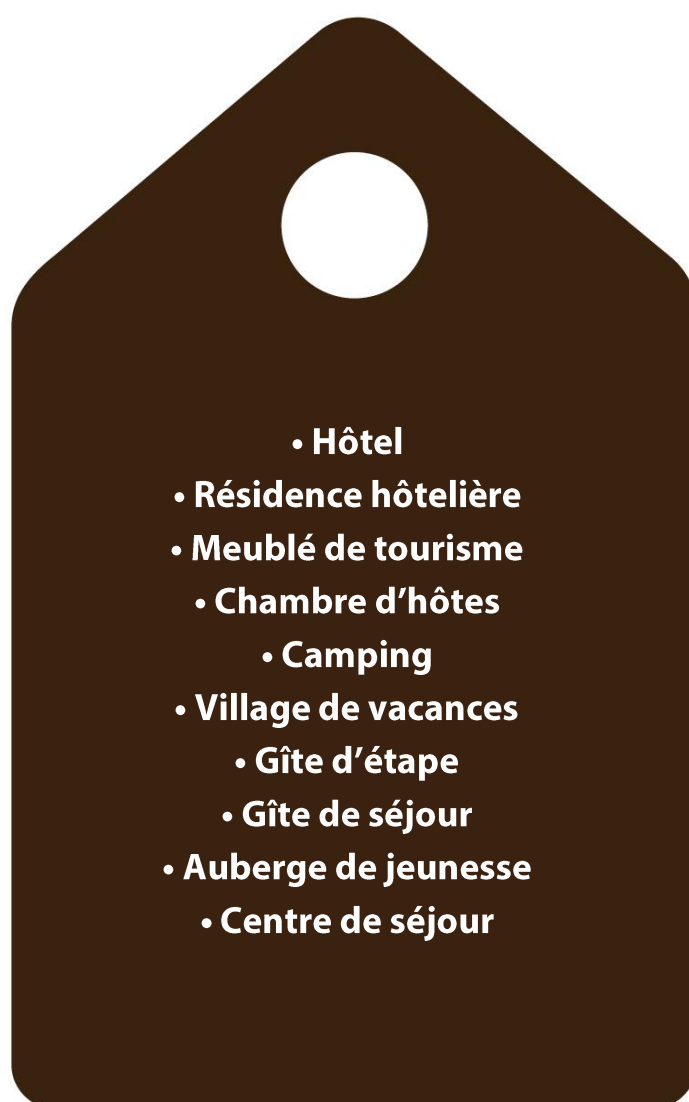 • Hôtel
• Résidence hôtelière
• Meublé de tourisme
• Chambre d’hôtes
• Camping
• Village de vacances
• Gîte d’étape
• Gîte de séjour
• Auberge de jeunesse
• Centre de séjour